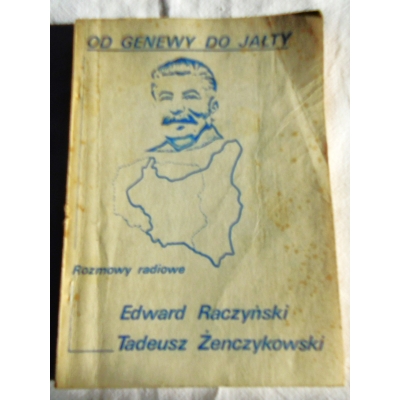 OD GENEWY DO JAŁTY
Rozmowy radiowe
Edward Raczyński
Tadeusz Żenczykowski